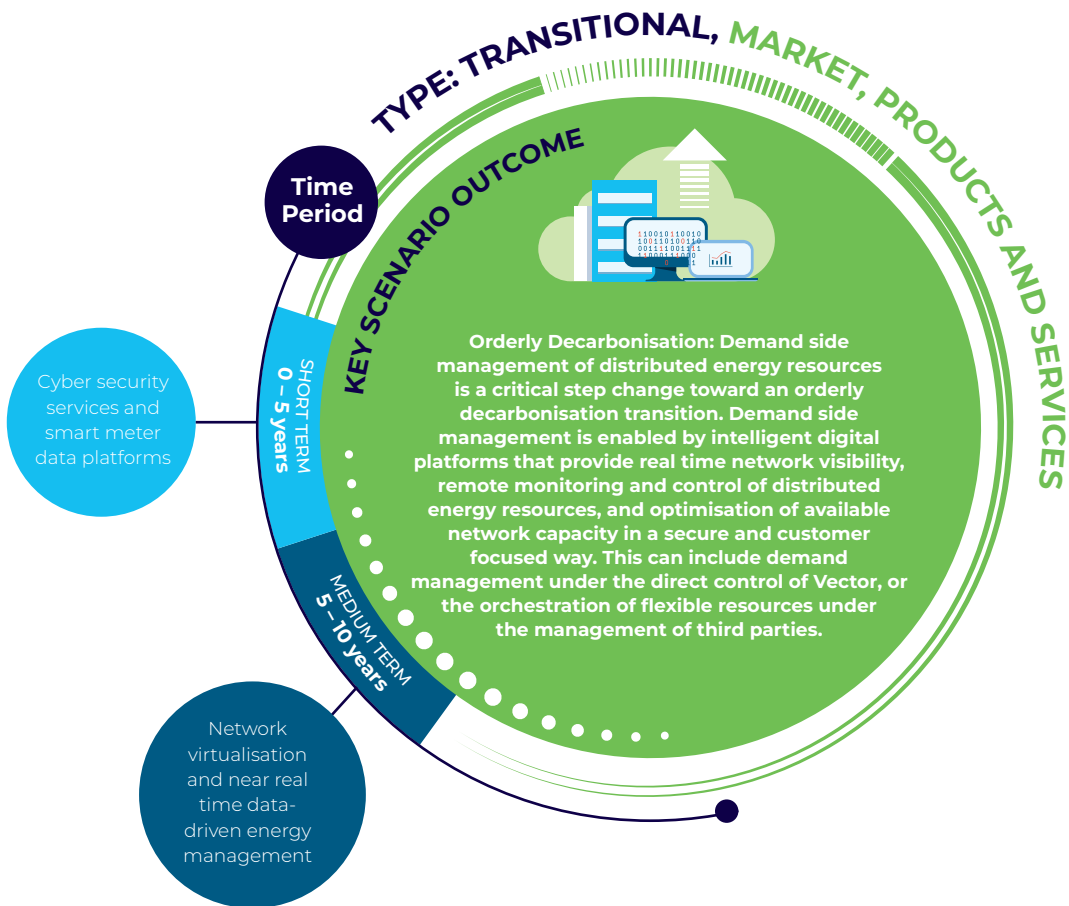 TYPE: TRANSITIONAL, MARKET, PRODUCTS AND SERVICES
KEY SCENARIO OUTCOME
Time
Period
SHORT TERM
0 – 5 years
Cyber security
services and
smart meter
data platforms
MEDIUM TERM
5 – 10 years
Network
virtualisation
and near real
time data-
driven energy
management
110010110010
100110100110
001111001111
Orderly Decarbonisation: Demand side
management of distributed energy resources
is a critical step change toward an orderly
decarbonisation transition. Demand side
management is enabled by intelligent digital
platforms that provide real time network visibility,
remote monitoring and control of distributed
energy resources, and optimisation of available
network capacity in a secure and customer
focused way. This can include demand
management under the direct control of Vector, or
the orchestration of flexible resources under
the management of third parties.